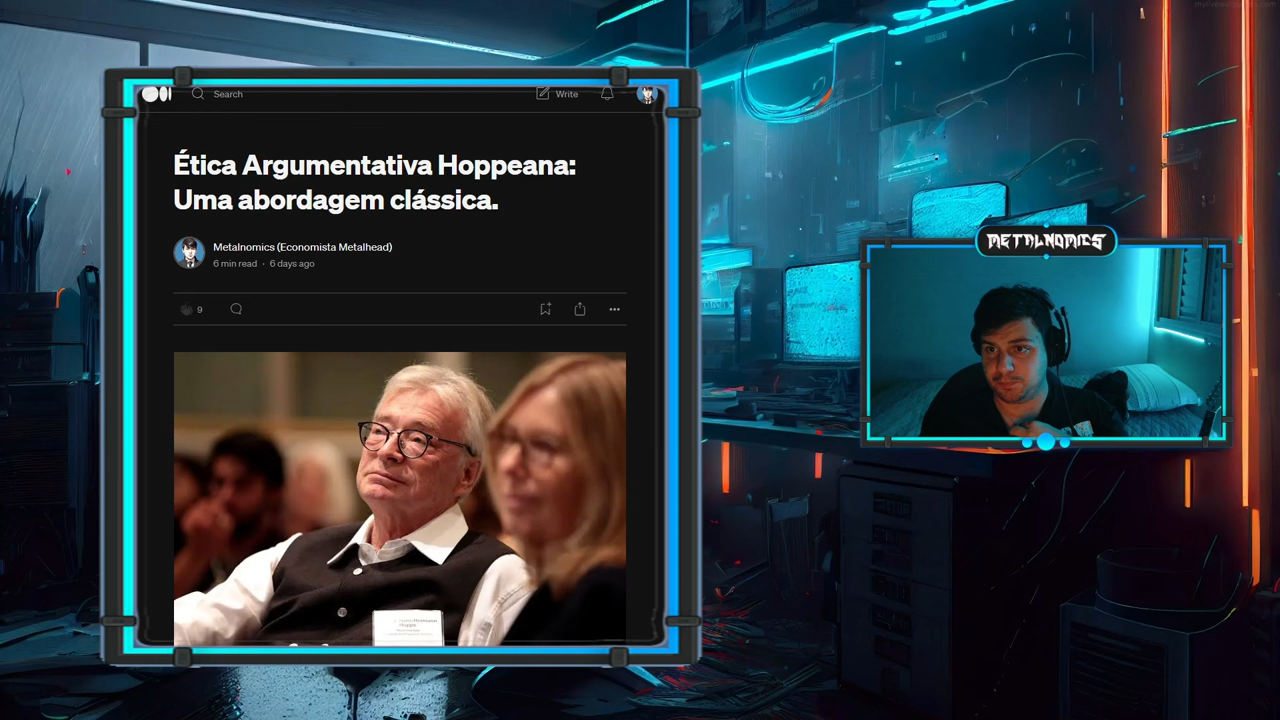 Search
Write
Ética Argumentativa Hoppeana:
Uma abordagem clássica.
Metalnomics (Economista Metalhead)
6 min read · 6 days ago
9
METALNOMICS